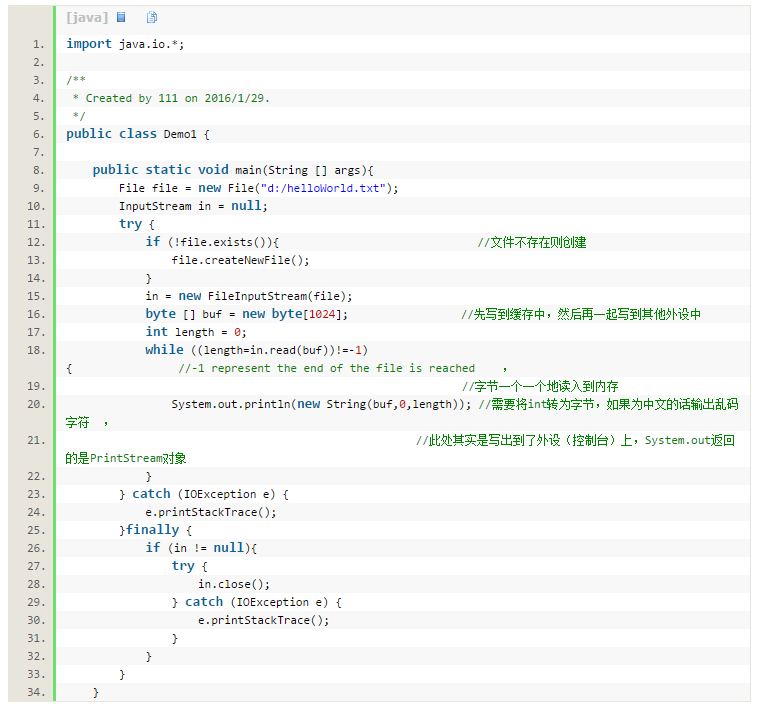 [java]
1. import java.io.*;
2.
3. /**
4.  * Created by 111 on 2016/1/29.
5.  */
6. public class Demo1 {
7.
8.     public static void main(String [] args){
9.         File file = new File("d:/helloWorld.txt");
10.         InputStream in = null;
11.         try {
12.             if (!file.exists()){                              //文件不存在则创建
13.                 file.createNewFile();
14.             }
15.             in = new FileInputStream(file);
16.             byte [] buf = new byte[1024];                 //先写到缓存中，然后再一起写到其他外设中
17.             int length = 0;
18.             while ((length=in.read(buf))!=-1)
{                //-1 represent the end of the file is reached    ，
19.                                                             //字节一个一个地读入到内存
20.                 System.out.println(new String(buf,0,length)); //需要将int转为字节，如果为中文的话输出乱码
字符  ，
21.                                                      //此处其实是写出到了外设（控制台）上，System.out返回
的是PrintStream对象
22.             }
23.         } catch (IOException e) {
24.             e.printStackTrace();
25.         }finally {
26.             if (in != null){
27.                 try {
28.                     in.close();
29.                 } catch (IOException e) {
30.                     e.printStackTrace();
31.                 }
32.             }
33.         }
34.     }